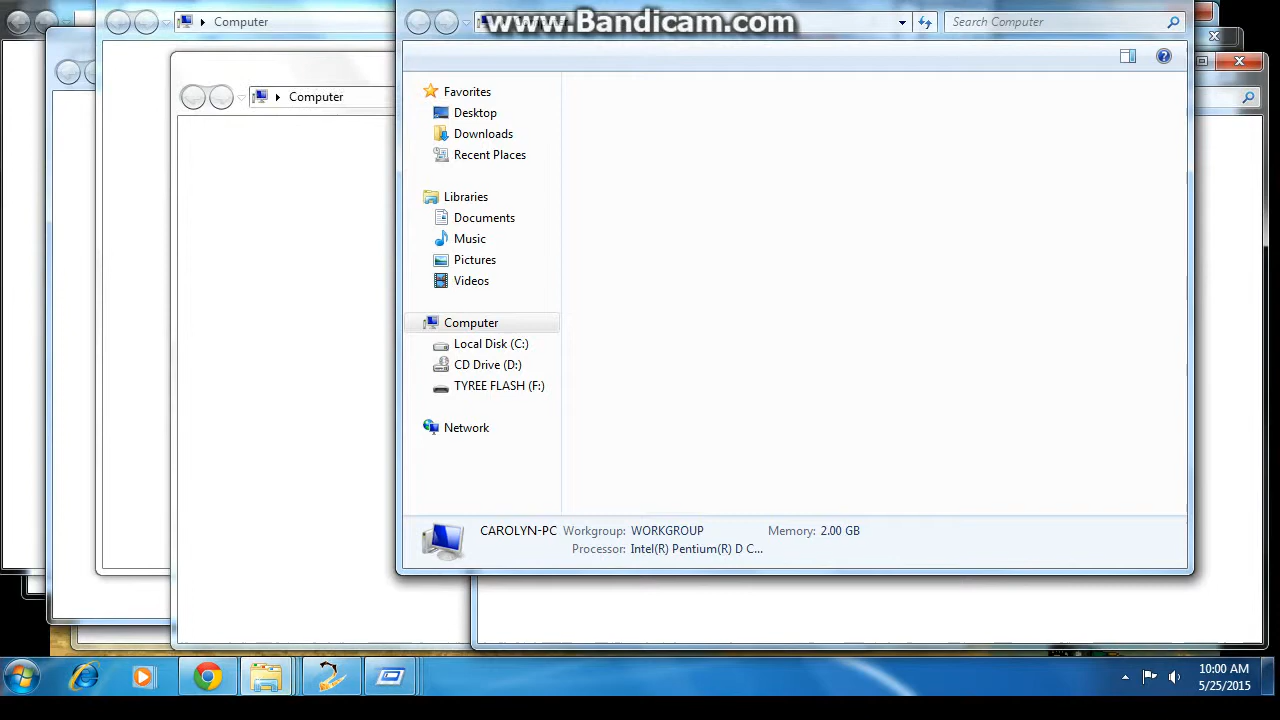 Computer
www.Bandicam.com
Search Computer
Computer
Favorites
Desktop
Downloads
Recent Places
Libraries
Documents
Music
Pictures
Videos
Computer
Local Disk (C:)
CD Drive (D:)
TYREE FLASH (F:)
Network
CAROLYN-PC Workgroup: WORKGROUP Memory: 2.00 GB
Processor: Intel(R) Pentium(R) D C...
10:00 AM
5/25/2015